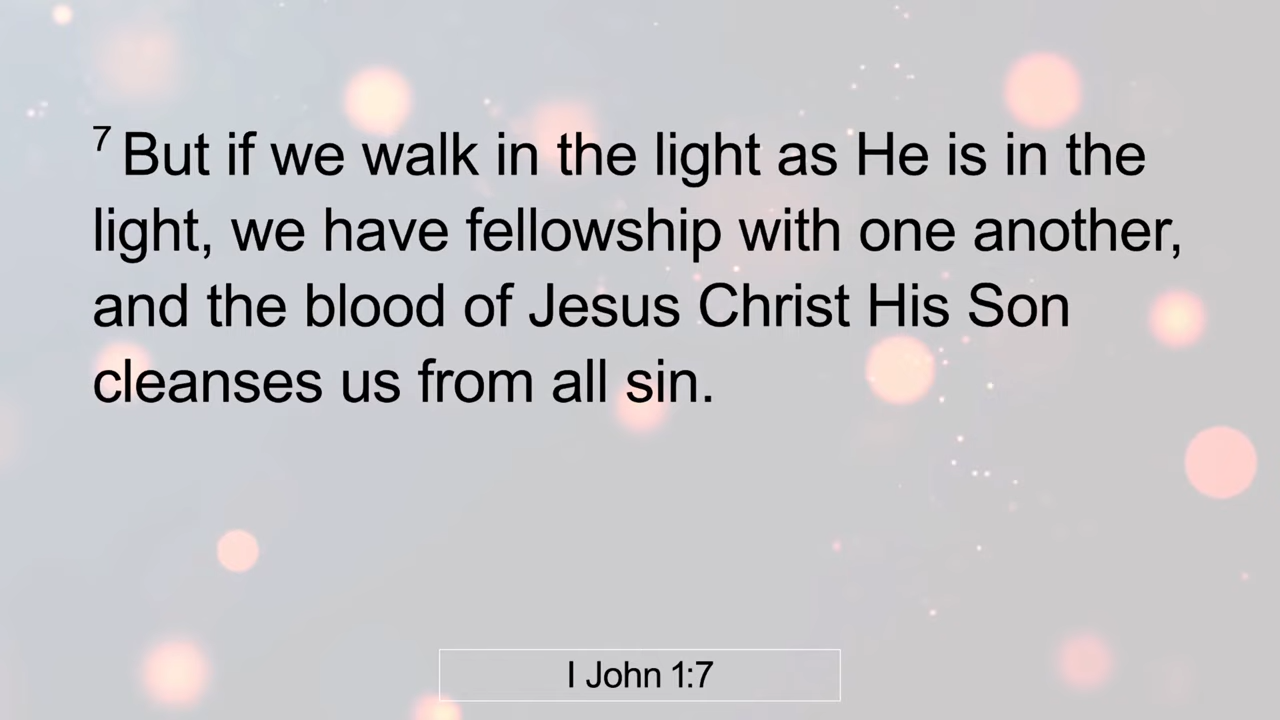 7 But if we walk in the light as He is in the
light, we have fellowship with one another,
and the blood of Jesus Christ His Son
cleanses us from all sin.
I John 1:7